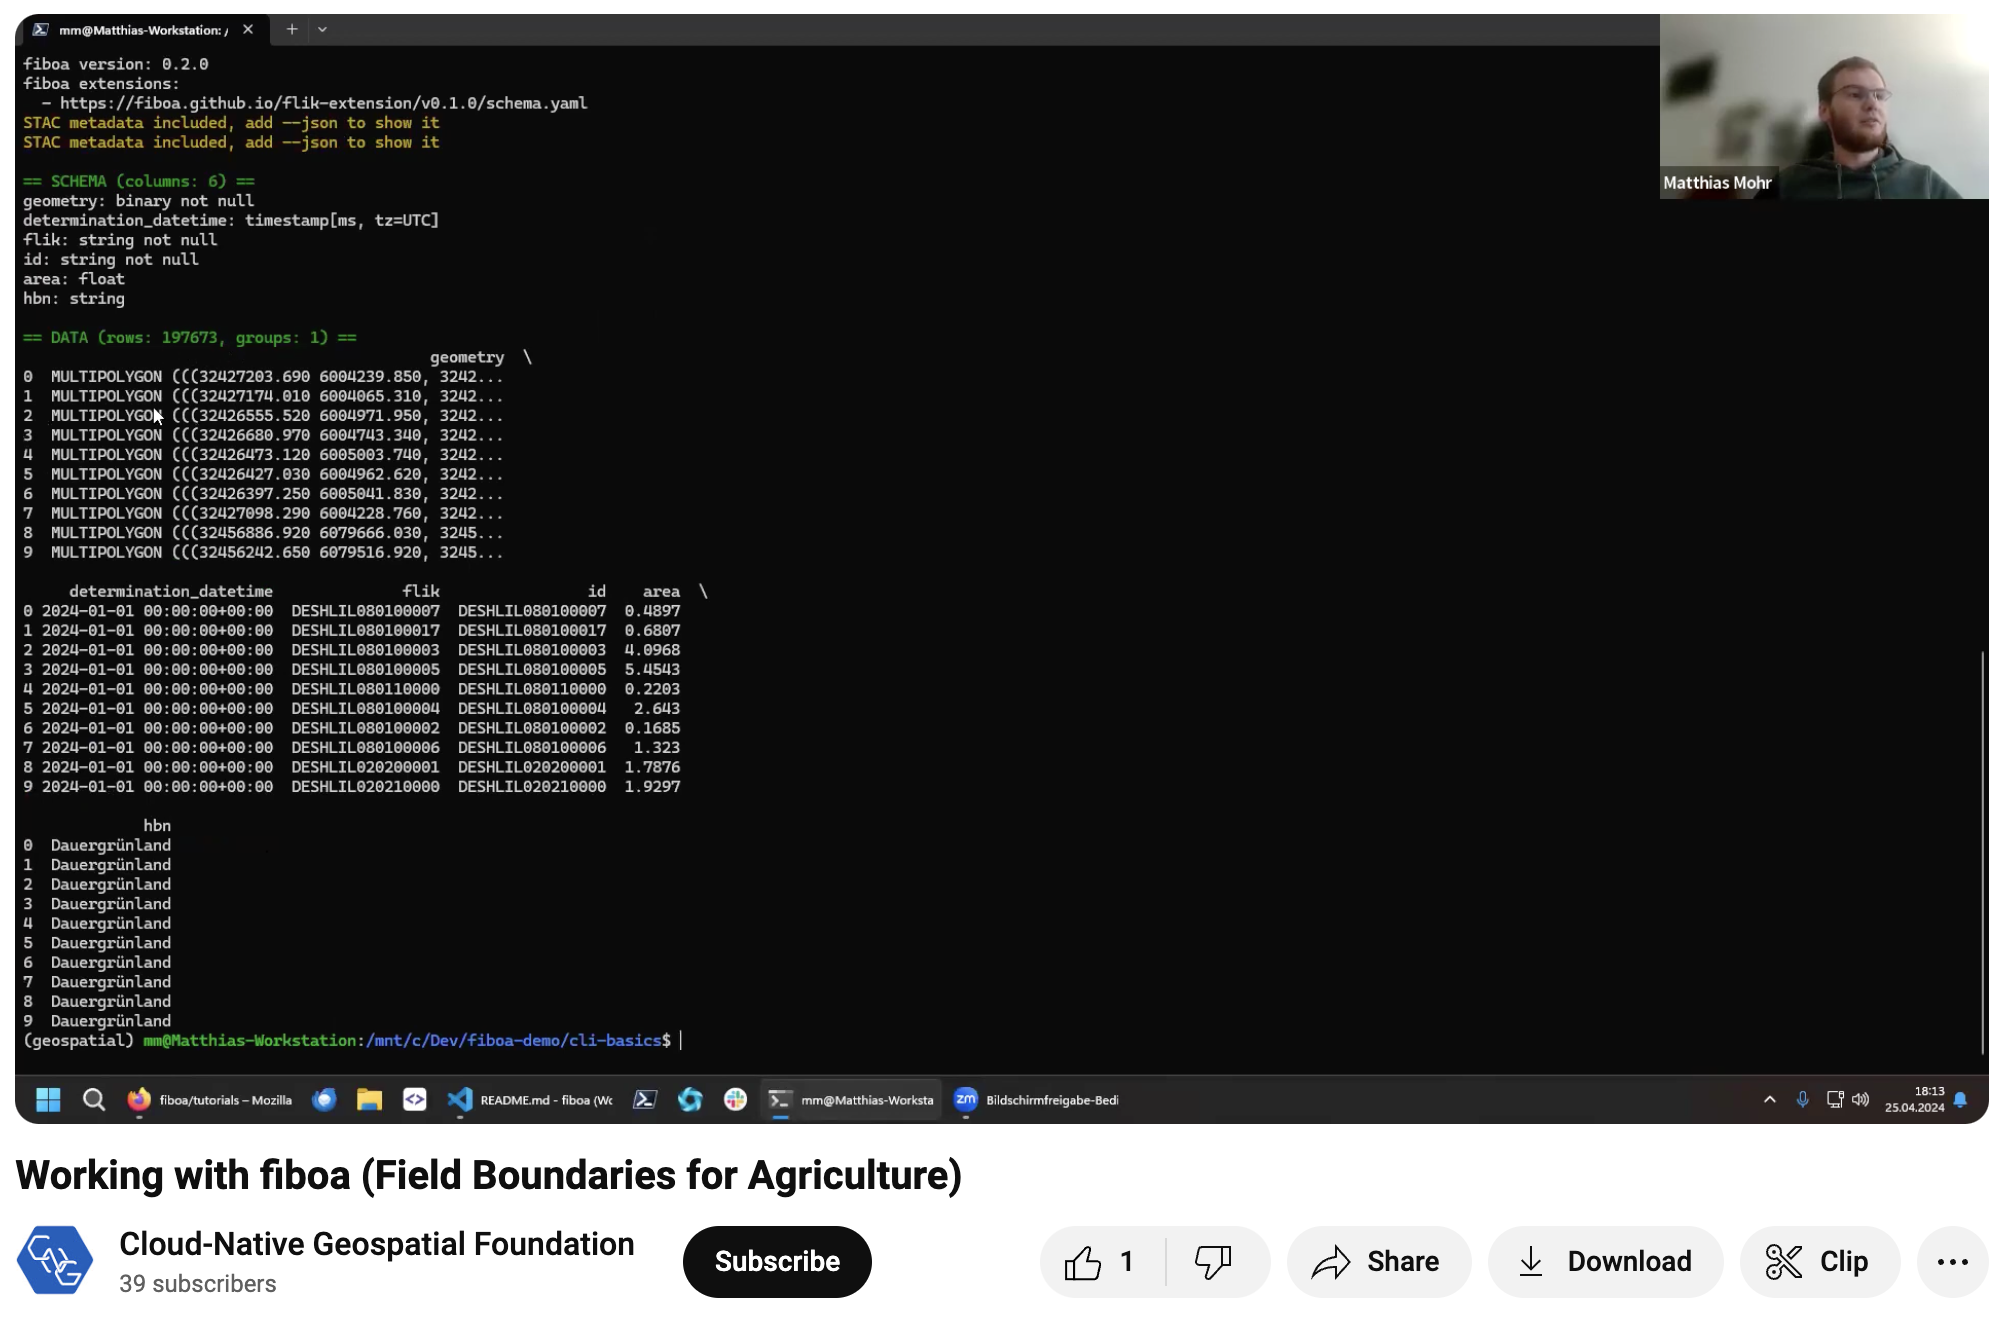 mm@Matthias-Workstation: /
fiboa version: 0.2.0
fiboa extensions:
  - https://fiboa.github.io/flik-extension/v0.1.0/schema.yaml
STAC metadata included, add --json to show it
STAC metadata included, add --json to show it
== SCHEMA (columns: 6) ==
geometry: binary not null
determination_datetime: timestamp[ms, tz=UTC]
flik: string not null
id: string not null
area: float
hbn: string
== DATA (rows: 197673, groups: 1) ==
geometry \
0 MULTIPOLYGON (((32427203.690 6004239.850, 3242...
1 MULTIPOLYGON (((32427174.010 6004065.310, 3242...
2 MULTIPOLYGON (((32426555.520 6004971.950, 3242...
3 MULTIPOLYGON (((32426680.970 6004743.340, 3242...
4 MULTIPOLYGON (((32426473.120 6005003.740, 3242...
5 MULTIPOLYGON (((32426427.030 6004962.620, 3242...
6 MULTIPOLYGON (((32426397.250 6005041.830, 3242...
7 MULTIPOLYGON (((32427098.290 6004228.760, 3242...
8 MULTIPOLYGON (((32456886.920 6079666.030, 3245...
9 MULTIPOLYGON (((32456242.650 6079516.920, 3245...
determination_datetime flik id area \
0 2024-01-01 00:00:00+00:00 DESHLIL080100007 DESHLIL080100007 0.4897
1 2024-01-01 00:00:00+00:00 DESHLIL080100017 DESHLIL080100017 0.6807
2 2024-01-01 00:00:00+00:00 DESHLIL080100003 DESHLIL080100003 4.0968
3 2024-01-01 00:00:00+00:00 DESHLIL080100005 DESHLIL080100005 5.4543
4 2024-01-01 00:00:00+00:00 DESHLIL080110000 DESHLIL080110000 0.2203
5 2024-01-01 00:00:00+00:00 DESHLIL080100004 DESHLIL080100004 2.643
6 2024-01-01 00:00:00+00:00 DESHLIL080100002 DESHLIL080100002 0.1685
7 2024-01-01 00:00:00+00:00 DESHLIL080100006 DESHLIL080100006 1.323
8 2024-01-01 00:00:00+00:00 DESHLIL020200001 DESHLIL020200001 1.7876
9 2024-01-01 00:00:00+00:00 DESHLIL020210000 DESHLIL020210000 1.9297
hbn
0 Dauergrünland
1 Dauergrünland
2 Dauergrünland
3 Dauergrünland
4 Dauergrünland
5 Dauergrünland
6 Dauergrünland
7 Dauergrünland
8 Dauergrünland
9 Dauergrünland
(geospatial) mm@Matthias-Workstation:/mnt/c/Dev/fiboa-demo/cli-basics$
Matthias Mohr
fiboa/tutorials – Mozilla
README.md - fiboa (Wo
mm@Matthias-Worksta
zm
Bildschirmfreigabe-Bedi
18:13
25.04.2024
Working with fiboa (Field Boundaries for Agriculture)
CNG
Cloud-Native Geospatial Foundation
39 subscribers
Subscribe
1
Share
Download
Clip